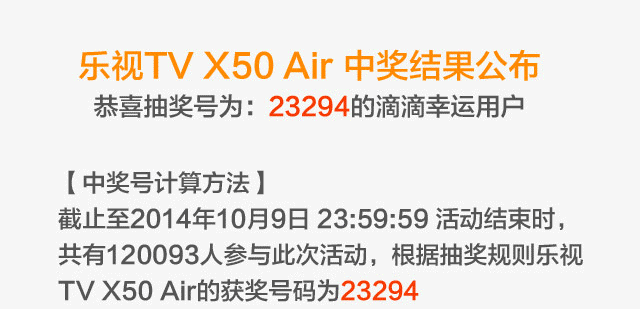 乐视TV X50 Air 中奖结果公布
恭喜抽奖号为：23294的滴滴幸运用户
【中奖号计算方法】
截止至2014年10月9日 23:59:59 活动结束时，
共有120093人参与此次活动，根据抽奖规则乐视
TV X50 Air的获奖号码为23294